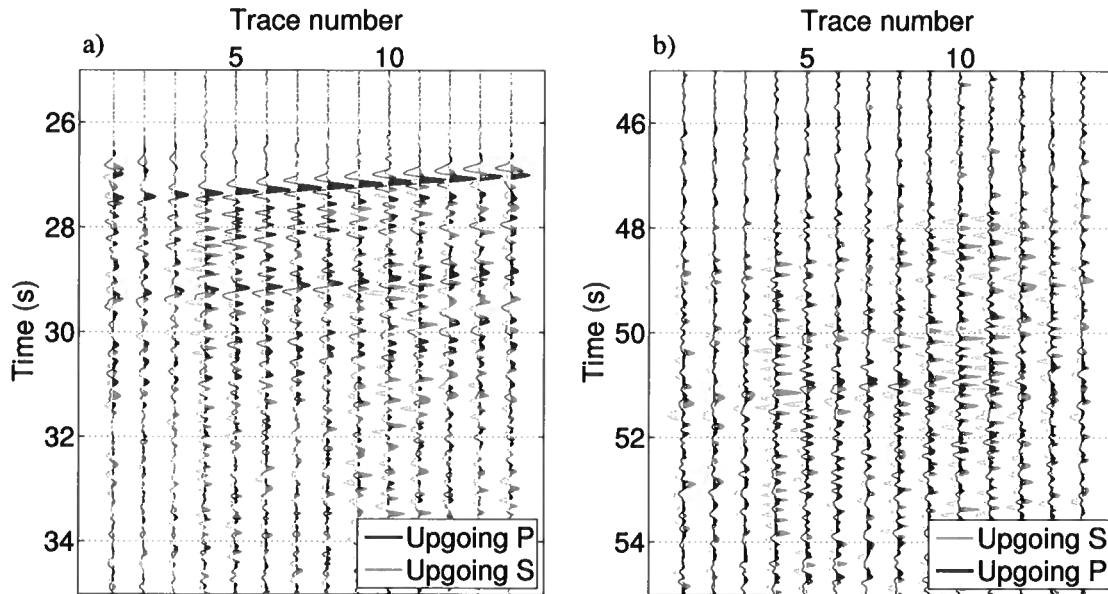 Trace number
a)
5 10
26
28
30
32
34
Time (s)
Upgoing P
Upgoing S
Trace number
b)
5 10
46
48
50
52
54
Time (s)
Upgoing S
Upgoing P